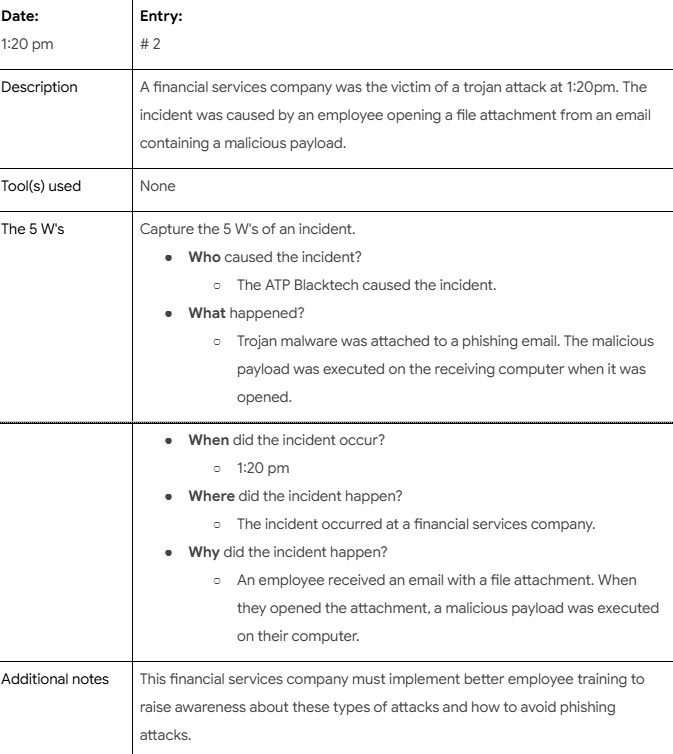 Date: Entry:
1:20 pm # 2
Description A financial services company was the victim of a trojan attack at 1:20pm. The
incident was caused by an employee opening a file attachment from an email
containing a malicious payload.
Tool(s) used None
The 5 W's Capture the 5 W's of an incident.
● Who caused the incident?
○ The ATP Blacktech caused the incident.
● What happened?
○ Trojan malware was attached to a phishing email. The malicious
payload was executed on the receiving computer when it was
opened.
● When did the incident occur?
○ 1:20 pm
● Where did the incident happen?
○ The incident occurred at a financial services company.
● Why did the incident happen?
○ An employee received an email with a file attachment. When
they opened the attachment, a malicious payload was executed
on their computer.
Additional notes This financial services company must implement better employee training to
raise awareness about these types of attacks and how to avoid phishing
attacks.